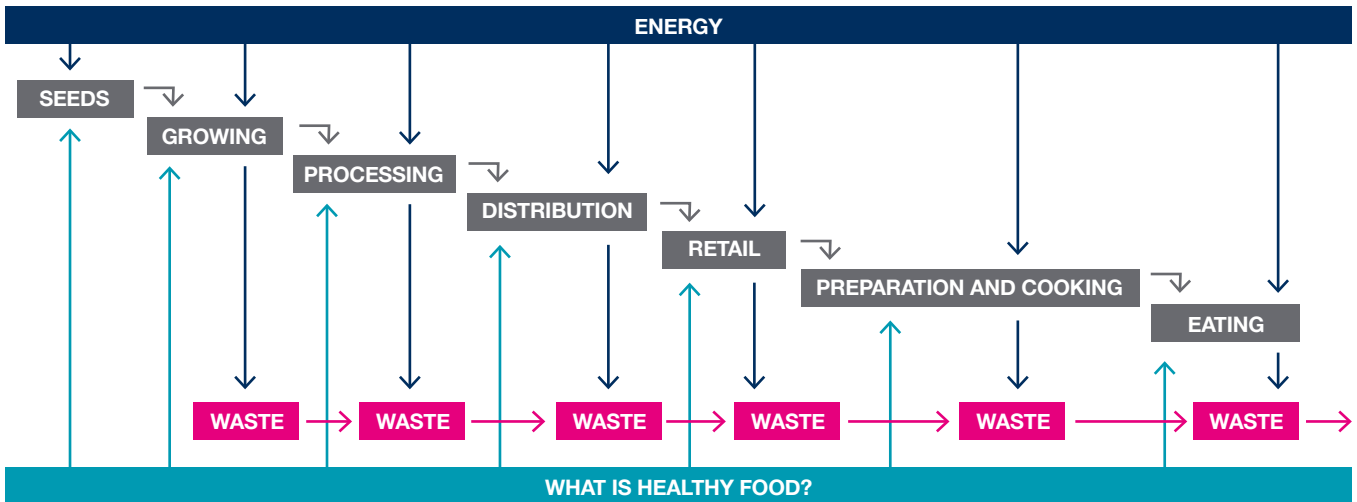 ENERGY
SEEDS
GROWING
PROCESSING
DISTRIBUTION
RETAIL
PREPARATION AND COOKING
EATING
WASTE
WASTE
WASTE
WASTE
WASTE
WASTE
WHAT IS HEALTHY FOOD?